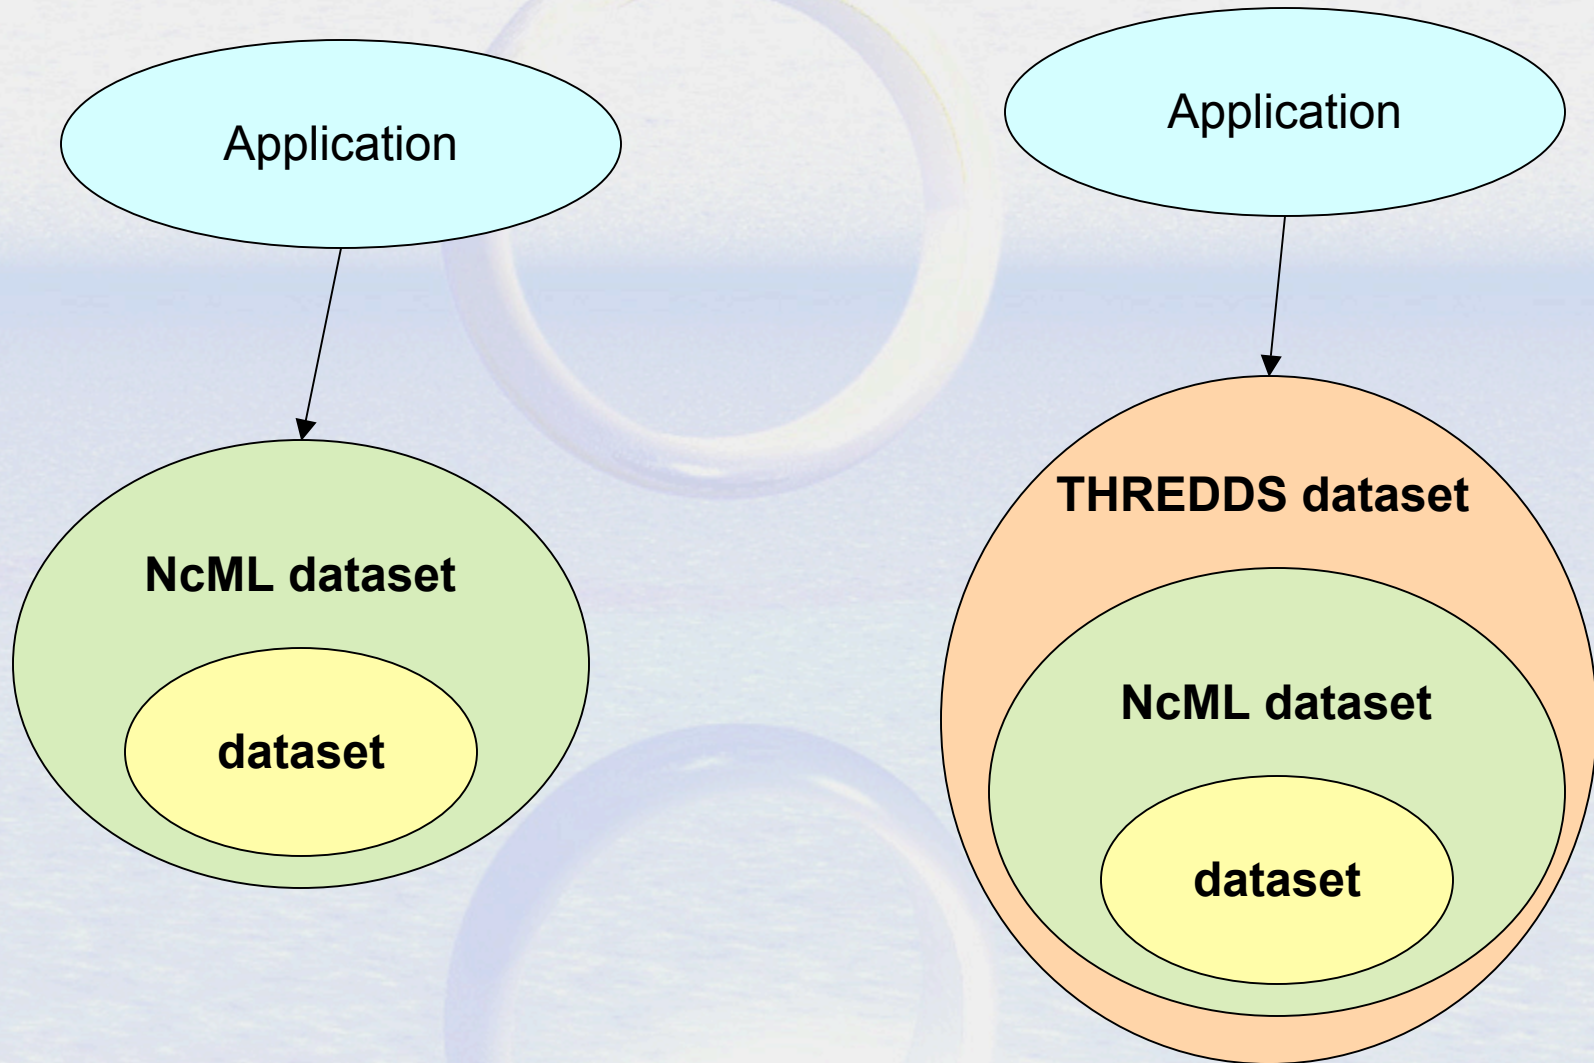 Application
NcML dataset
dataset
Application
THREDDS dataset
NcML dataset
dataset